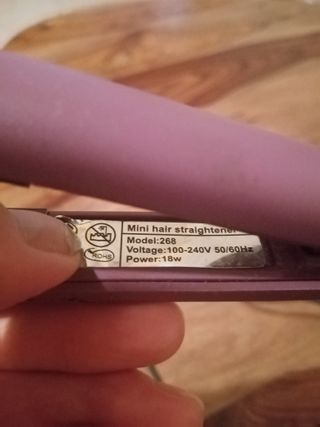 Mini hair straightener
Model:268
Voltage:100-240V 50/60Hz
Power:18w
ROHS